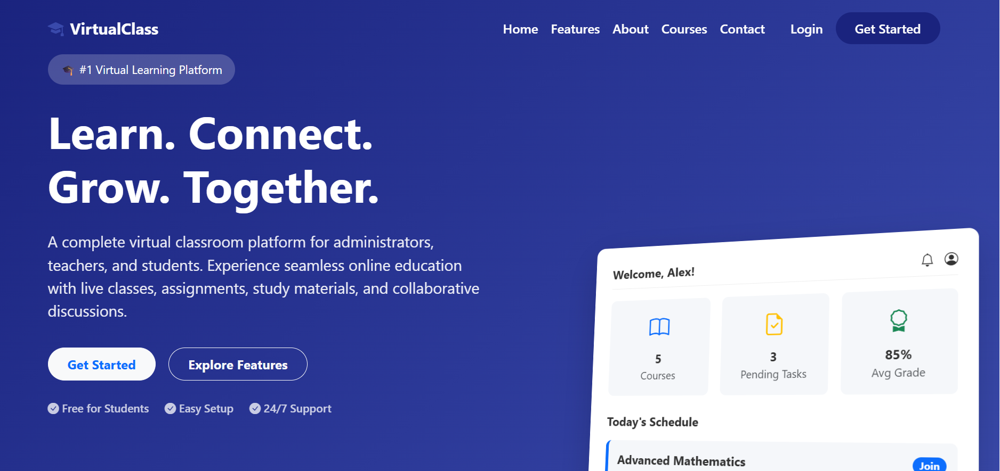 VirtualClass
Home Features About Courses Contact Login Get Started
#1 Virtual Learning Platform
Learn. Connect.
Grow. Together.
A complete virtual classroom platform for administrators,
teachers, and students. Experience seamless online education
with live classes, assignments, study materials, and collaborative
discussions.
Get Started Explore Features
Free for Students Easy Setup 24/7 Support
Welcome, Alex!
5 3 85%
Courses Pending Tasks Avg Grade
Today's Schedule
Advanced Mathematics Join